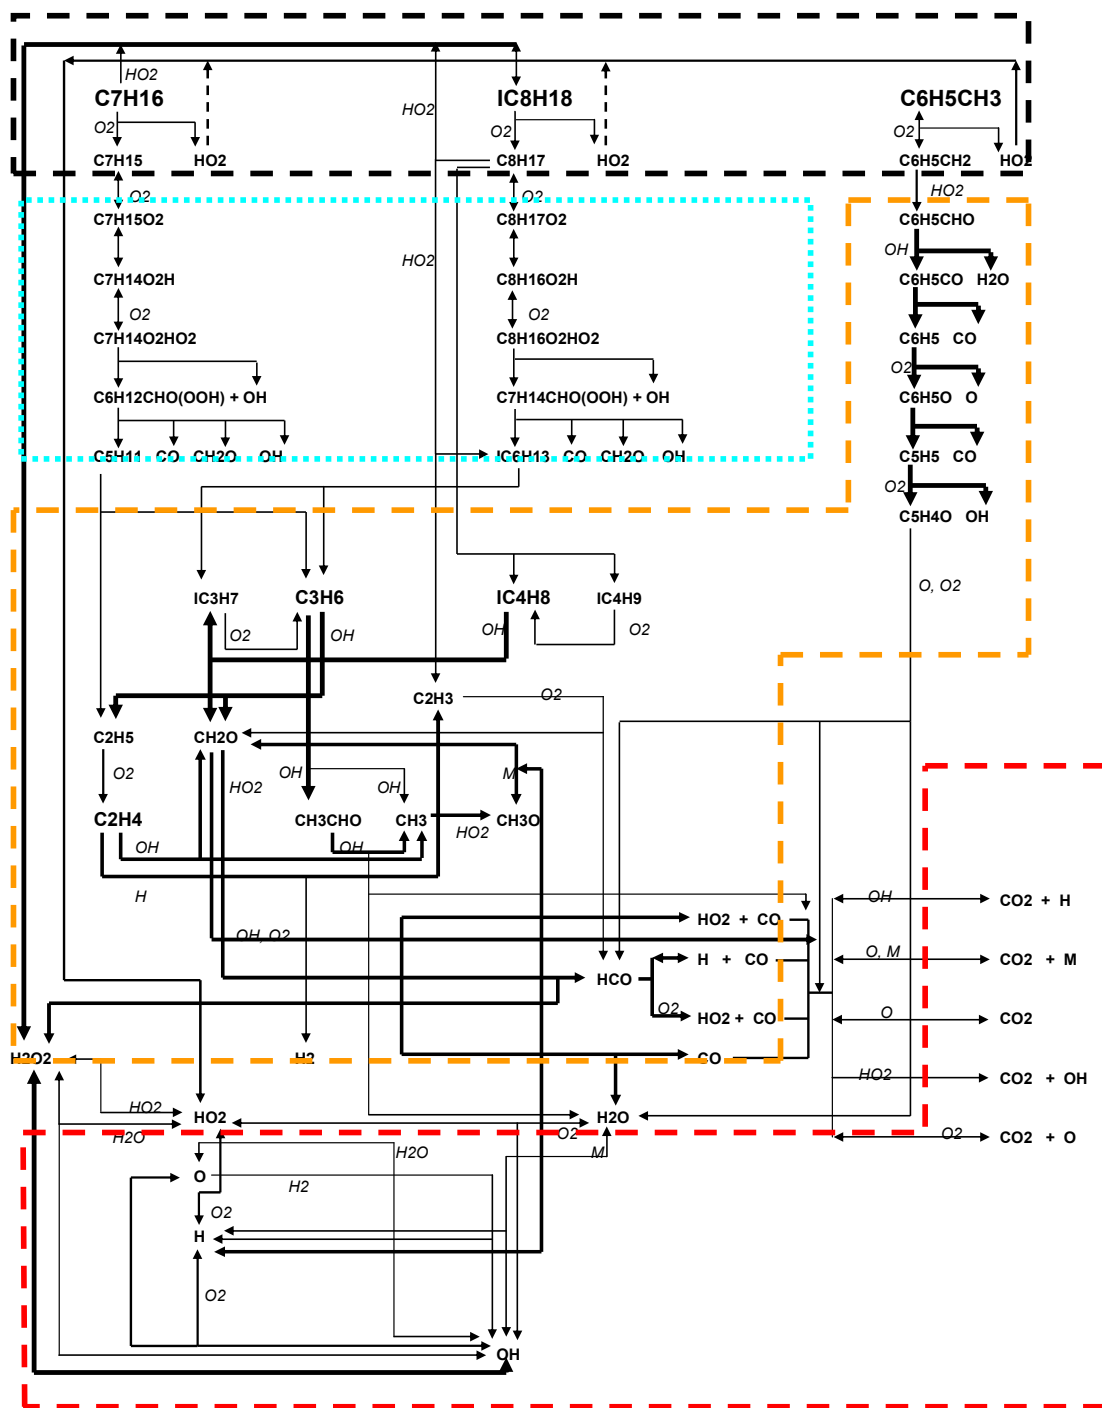 HO2
C7H16 IC8H18 C6H5CH3
HO2
O2 O2 O2
C7H15 HO2 C8H17 HO2 C6H5CH2 HO2
O2 O2 HO2
C7H15O2 C8H17O2 C6H5CHO
OH
HO2
C7H14O2H C8H16O2H C6H5CO H2O
O2 O2
C7H14O2HO2 C8H16O2HO2 C6H5 CO
O2
C6H12CHO(OOH) + OH C7H14CHO(OOH) + OH C6H5O O
C5H11 CO CH2O OH IC6H13 CO CH2O OH C5H5 CO
O2
C5H4O OH
O, O2
IC3H7 C3H6 IC4H8 IC4H9
O2 OH OH O2
C2H3 O2
C2H5 CH2O
O2 HO2 OH OH M
C2H4 CH3CHO CH3 CH3O
HO2
OH OH
H
OH CO2 + H
HO2 + CO
OH, O2
O, M CO2 + M
H + CO
HCO
O2
HO2 + CO O CO2
H2O2 H2 CO
HO2 CO2 + OH
HO2
HO2 H2O
H2O O2 O2 CO2 + O
H2O M
O H2
O2
H
O2
OH